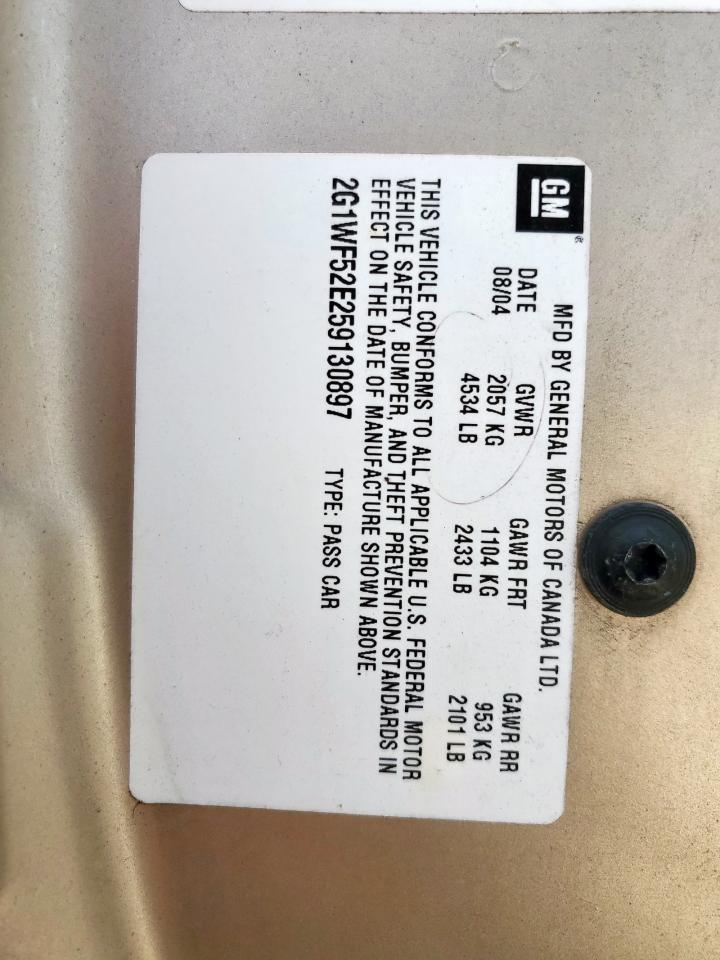 GM
MFD BY GENERAL MOTORS OF CANADA LTD.
DATE GVWR GAWR FRT GAWR RR
08/04 2057 KG 1104 KG 953 KG
4534 LB 2433 LB 2101 LB
THIS VEHICLE CONFORMS TO ALL APPLICABLE U.S. FEDERAL MOTOR
VEHICLE SAFETY, BUMPER, AND THEFT PREVENTION STANDARDS IN
EFFECT ON THE DATE OF MANUFACTURE SHOWN ABOVE.
2G1WF52E259130897 TYPE: PASS CAR